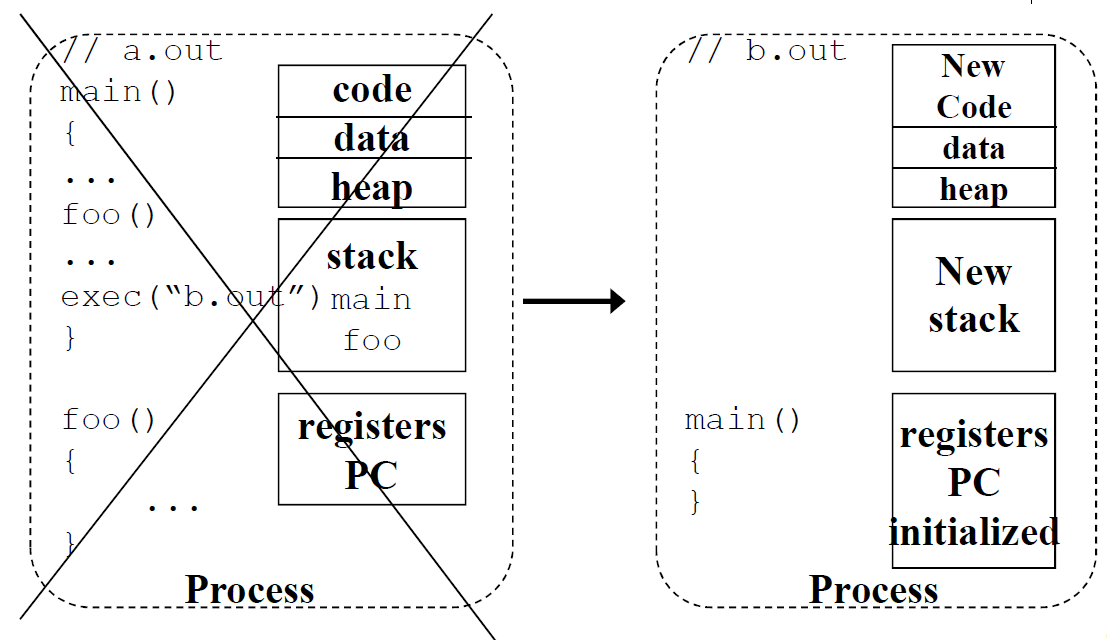 // a.out
main()
{
...
foo()
...
exec(“b.out”)
}
foo()
{
...
}
code
data
heap
stack
main
foo
registers
PC
Process
// b.out
main()
{
}
New
Code
data
heap
New
stack
registers
PC
initialized
Process